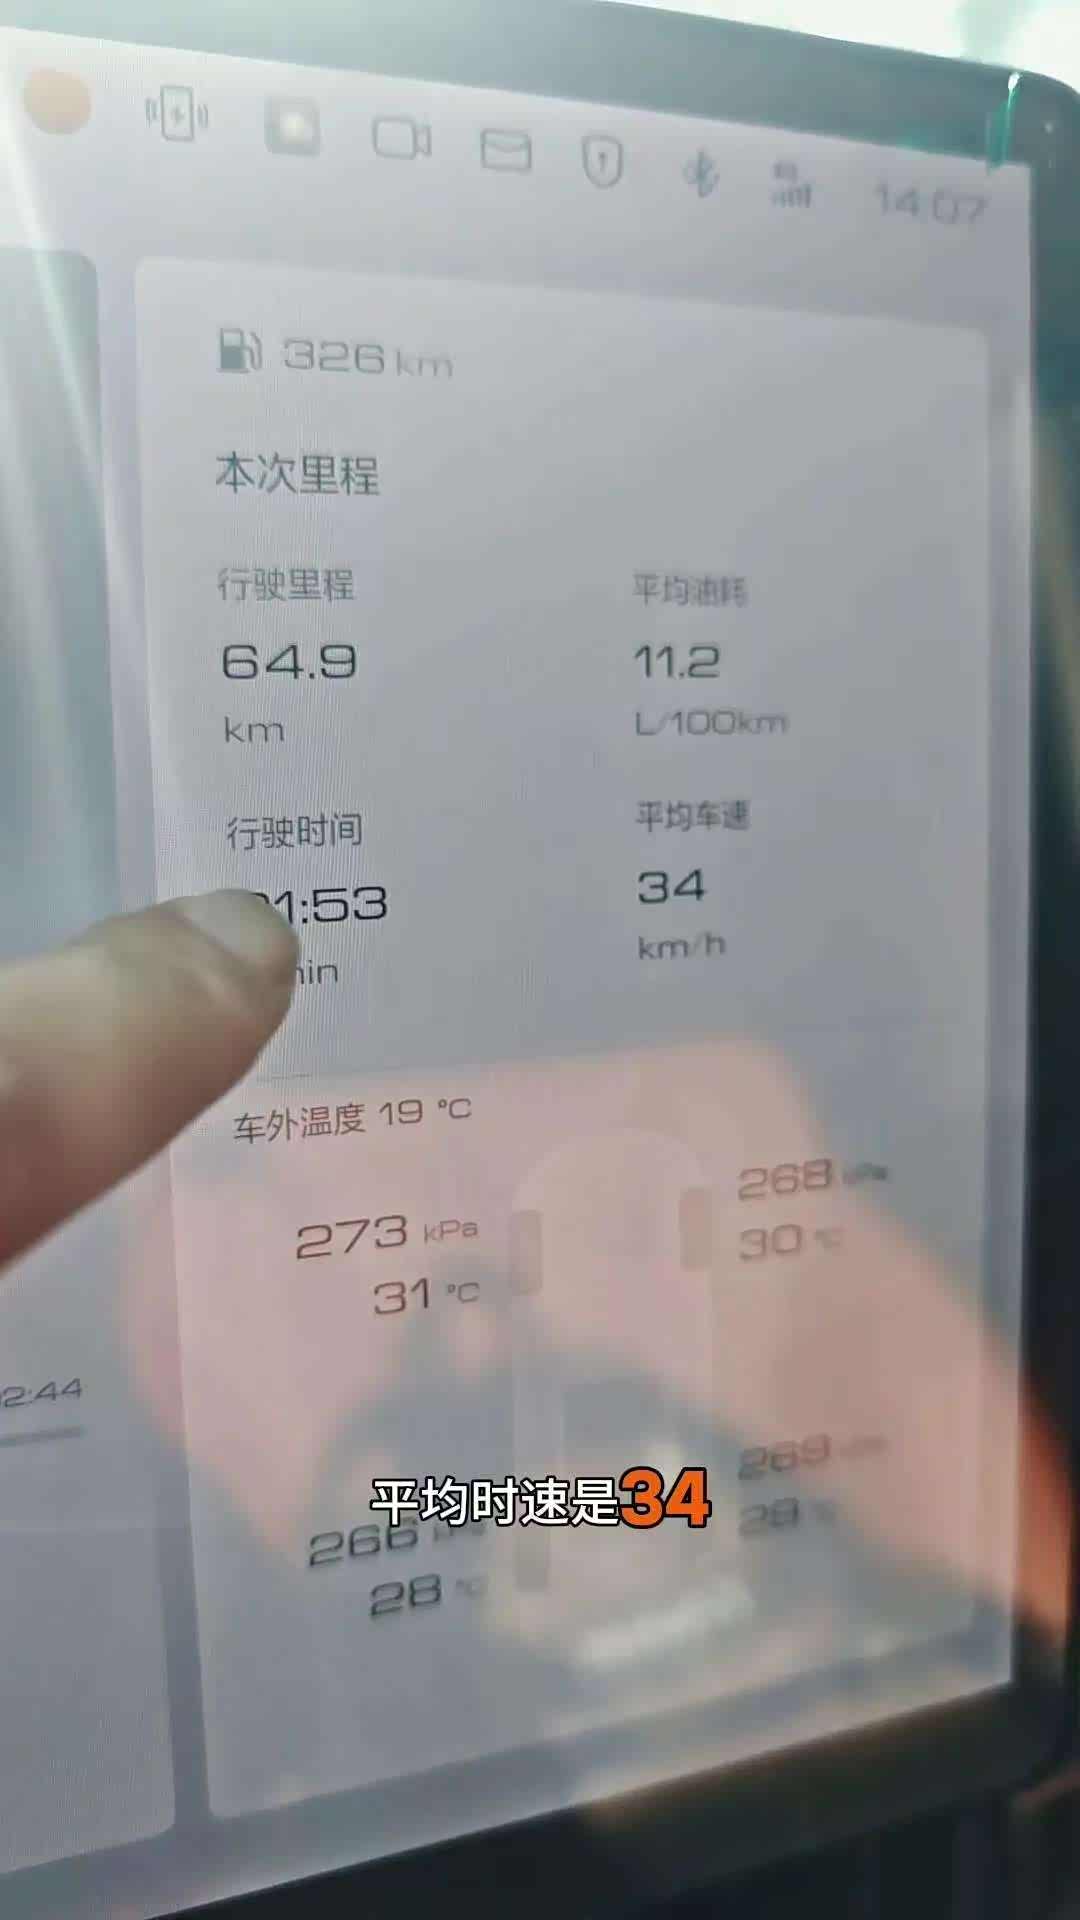 14:07
326 km
本次里程
行驶里程
平均油耗
64.9
11.2
km
L/100km
行驶时间
平均车速
1:53
34
km/h
in
车外温度 19 °C
268 kPa
273 kPa
30 °C
31 °C
2:44
269
平均时速是34
28
266
28 °C